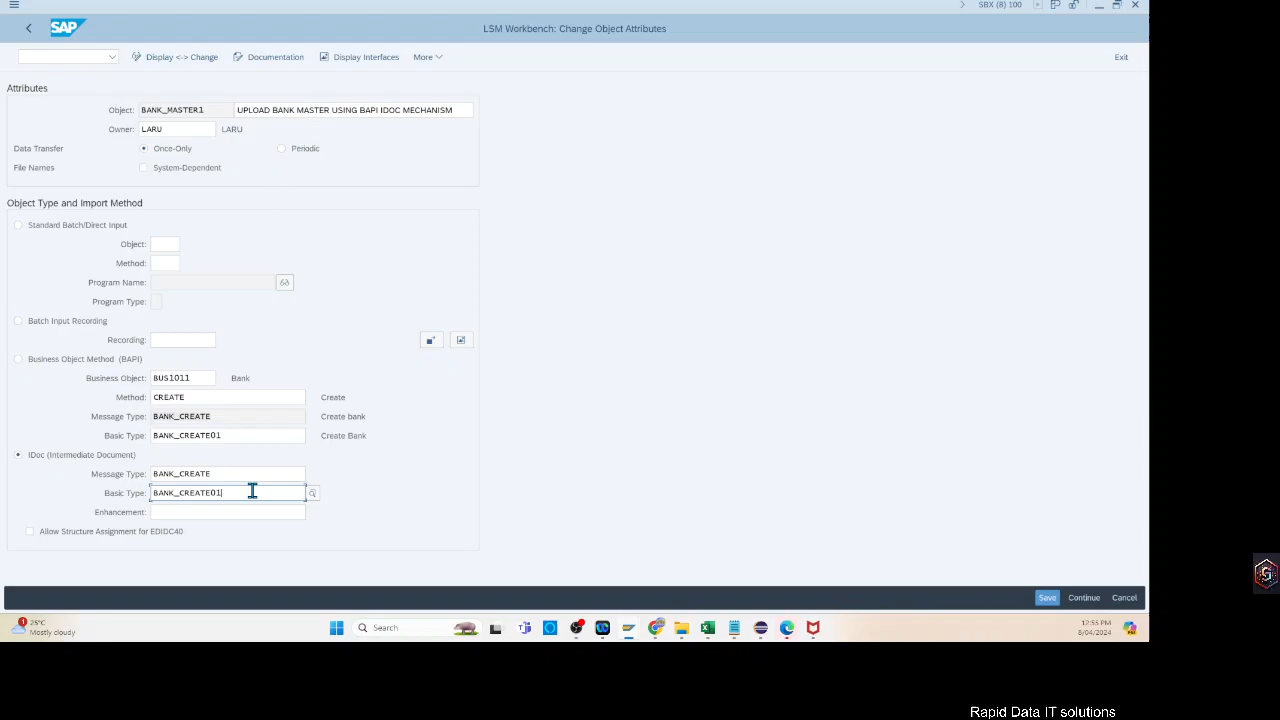 SBX (8) 100
SAP
LSM Workbench: Change Object Attributes
Display <-> Change
Documentation
Display Interfaces
More
Exit
Attributes
Object: BANK_MASTER1 UPLOAD BANK MASTER USING BAPI IDOC MECHANISM
Owner: LARU LARU
Data Transfer Once-Only Periodic
File Names System-Dependent
Object Type and Import Method
Standard Batch/Direct Input
Object:
Method:
Program Name:
Program Type:
Batch Input Recording
Recording:
Business Object Method (BAPI)
Business Object: BUS1011 Bank
Method: CREATE Create
Message Type: BANK_CREATE Create bank
Basic Type: BANK_CREATE01 Create Bank
IDoc (Intermediate Document)
Message Type: BANK_CREATE
Basic Type: BANK_CREATE01
Enhancement:
Allow Structure Assignment for EDIDC40
Save Continue Cancel
1
25°C
Mostly cloudy
Search
12:55 PM
8/04/2024
Rapid Data IT solutions